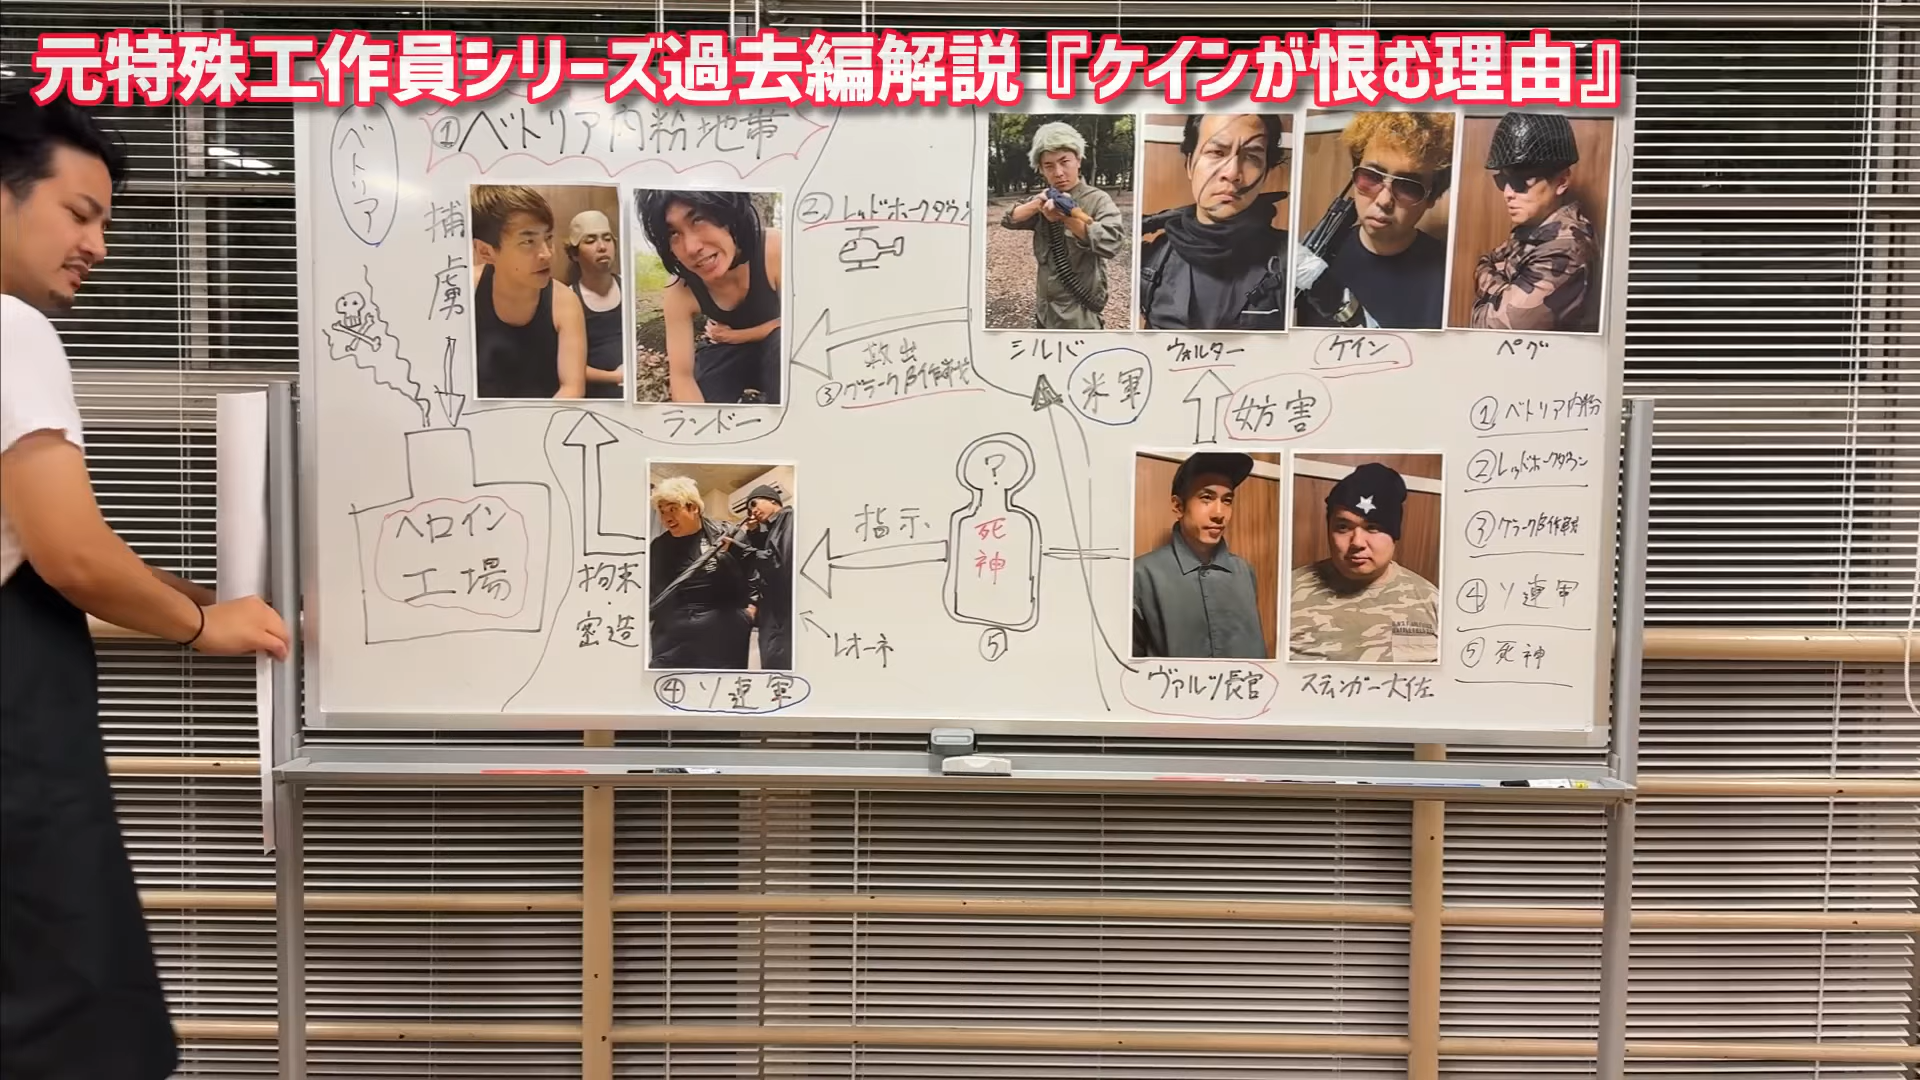 元特殊工作員シリーズ過去編解説『ケインが恨む理由』
ベトリア
①ベトリア内粉地帯
捕虜
②レッドホークダウン
救出
③グラークβ作戦
シルバ
ウォルター
ケイン
ペグ
米軍
妨害
ランドー
ヘロイン
工場
拘束
密造
指示
?
死神
⑤
レオーネ
④ソ連軍
ヴァルツ長官
スティンガー大佐
①ベトリア内粉
②レッドホークダウン
③グラークβ作戦
④ソ連軍
⑤死神